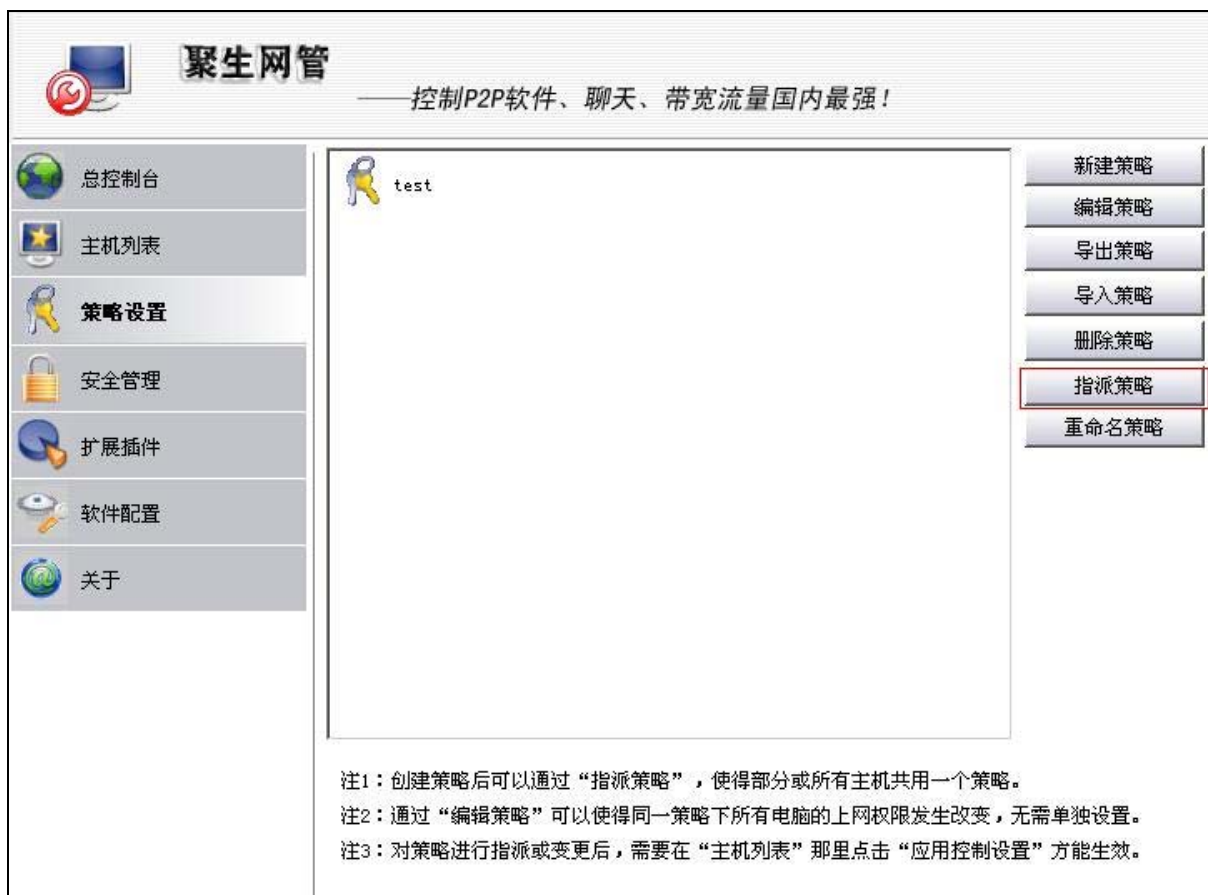 聚生网管
——控制P2P软件、聊天、带宽流量国内最强!
总控制台
主机列表
策略设置
安全管理
扩展插件
软件配置
关于
test
新建策略
编辑策略
导出策略
导入策略
删除策略
指派策略
重命名策略
注1：创建策略后可以通过“指派策略”，使得部分或所有主机共用一个策略。
注2：通过“编辑策略”可以使得同一策略下所有电脑的上网权限发生改变，无需单独设置。
注3：对策略进行指派或变更后，需要在“主机列表”那里点击“应用控制设置”方能生效。